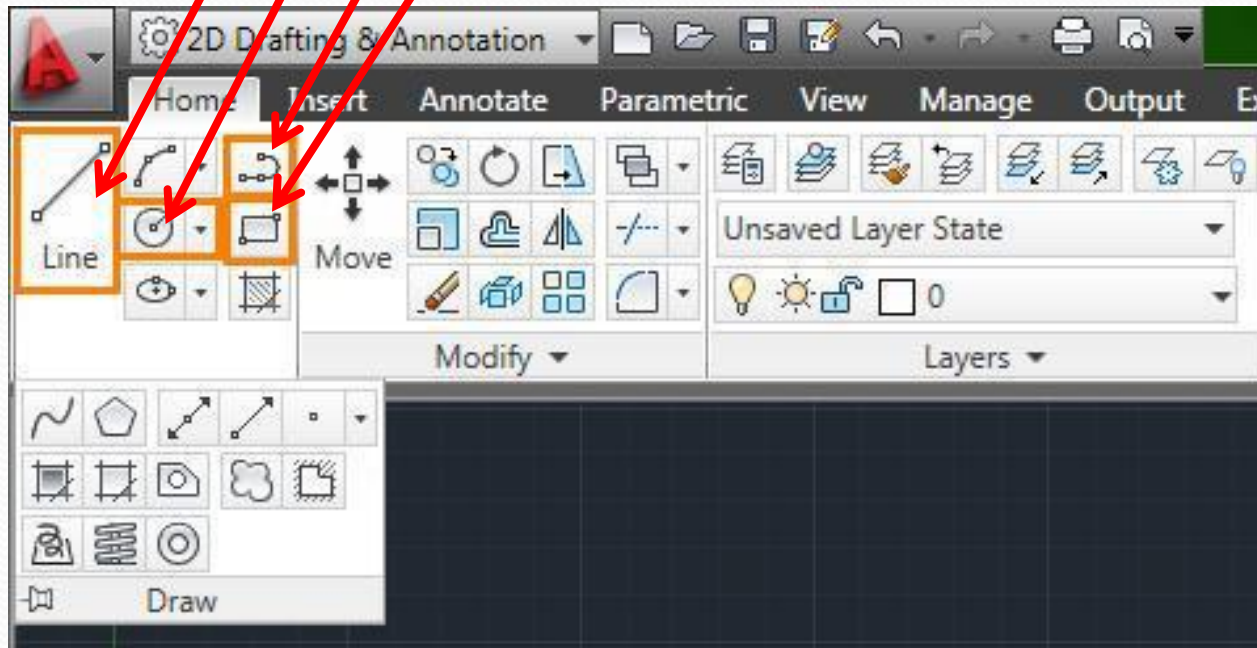 2D Drafting & Annotation
Home Insert Annotate Parametric View Manage Output
Line
Move
Unsaved Layer State
0
Modify Layers
Draw